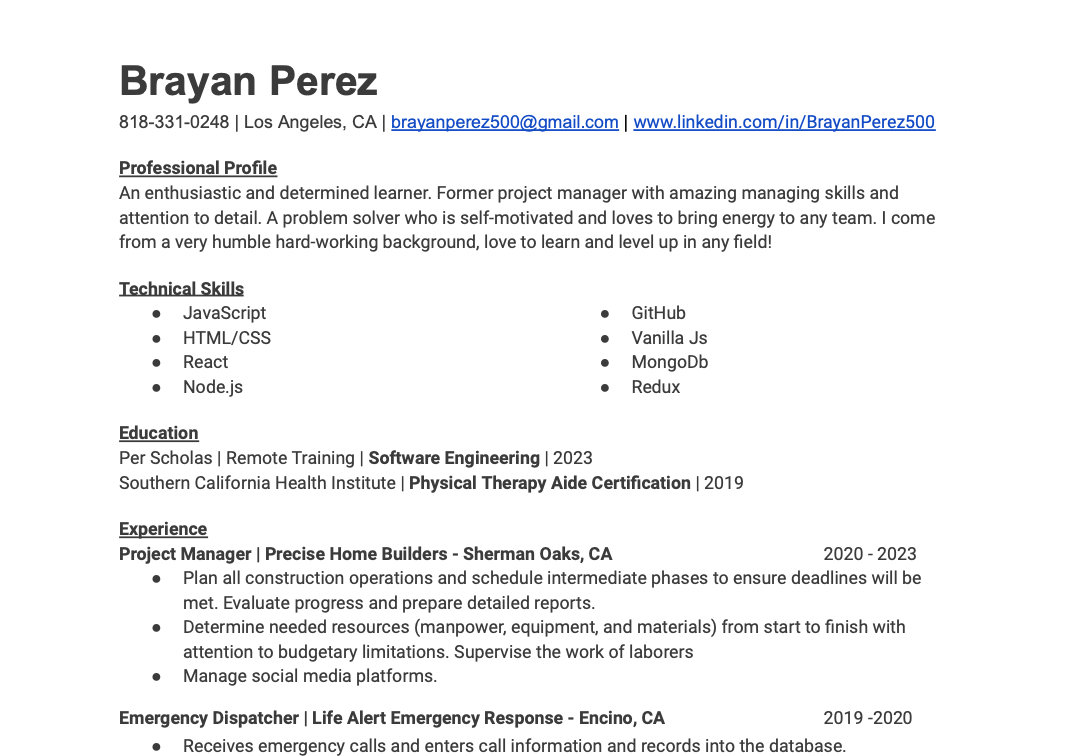 Brayan Perez
818-331-0248 | Los Angeles, CA | brayanperez500@gmail.com | www.linkedin.com/in/BrayanPerez500
Professional Profile
An enthusiastic and determined learner. Former project manager with amazing managing skills and
attention to detail. A problem solver who is self-motivated and loves to bring energy to any team. I come
from a very humble hard-working background, love to learn and level up in any field!
Technical Skills
● JavaScript
● HTML/CSS
● React
● Node.js
● GitHub
● Vanilla Js
● MongoDb
● Redux
Education
Per Scholas | Remote Training | Software Engineering | 2023
Southern California Health Institute | Physical Therapy Aide Certification | 2019
Experience
Project Manager | Precise Home Builders - Sherman Oaks, CA 2020 - 2023
● Plan all construction operations and schedule intermediate phases to ensure deadlines will be
met. Evaluate progress and prepare detailed reports.
● Determine needed resources (manpower, equipment, and materials) from start to finish with
attention to budgetary limitations. Supervise the work of laborers
● Manage social media platforms.
Emergency Dispatcher | Life Alert Emergency Response - Encino, CA 2019 -2020
● Receives emergency calls and enters call information and records into the database.